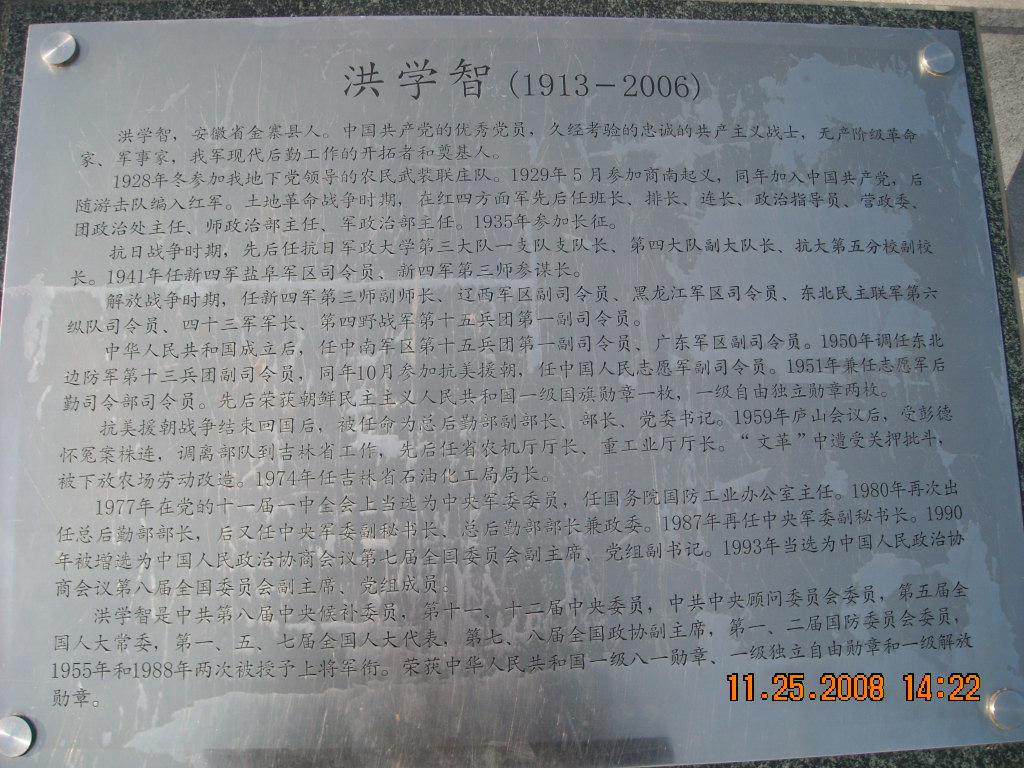 洪学智(1913-2006)
洪学智，安徽省金寨县人。中国共产党的优秀党员，久经考验的忠诚的共产主义战士，无产阶级革命
家、军事家，我军现代后勤工作的开拓者和奠基人。
1928年冬参加我地下党领导的农民武装联庄队。1929年5月参加商南起义，同年加入中国共产党，后
随游击队编入红军。土地革命战争时期，在红四方面军先后任班长、排长、连长、政治指导员、营政委、
团政治处主任、师政治部主任、军政治部主任。1935年参加长征。
抗日战争时期，先后任抗日军政大学第三大队一支队支队长、第四大队副大队长、抗大第五分校副校
长。1941年任新四军盐阜军区司令员、新四军第三师参谋长。
解放战争时期，任新四军第三师副师长、辽西军区副司令员、黑龙江军区司令员、东北民主联军第六
纵队司令员、四十三军军长、第四野战军第十五兵团第一副司令员。
中华人民共和国成立后，任中南军区第十五兵团第一副司令员、广东军区副司令员。1950年调任东北
边防军第十三兵团副司令员，同年10月参加抗美援朝，任中国人民志愿军副司令员。1951年兼任志愿军后
勤司令部司令员。先后荣获朝鲜民主主义人民共和国一级国旗勋章一枚，一级自由独立勋章两枚。
抗美援朝战争结束回国后，被任命为总后勤部副部长、部长、党委书记。1959年庐山会议后，受彭德
怀冤案株连，调离部队到吉林省工作，先后任省农机厅厅长、重工业厅厅长。“文革”中遭受关押批斗，
被下放农场劳动改造。1974年任吉林省石油化工局局长。
1977年在党的十一届一中全会上当选为中央军委委员，任国务院国防工业办公室主任。1980年再次出
任总后勤部部长，后又任中央军委副秘书长、总后勤部部长兼政委。1987年再任中央军委副秘书长。1990
年被增选为中国人民政治协商会议第七届全国委员会副主席、党组副书记。1993年当选为中国人民政治协
商会议第八届全国委员会副主席、党组成员。
洪学智是中共第八届中央候补委员，第十一、十二届中央委员，中共中央顾问委员会委员，第五届全
国人大常委，第一、五、七届全国人大代表，第七、八届全国政协副主席，第一、二届国防委员会委员，
1955年和1988年两次被授予上将军衔。荣获中华人民共和国一级八一勋章、一级独立自由勋章和一级解放
勋章。
11.25.2008 14:22